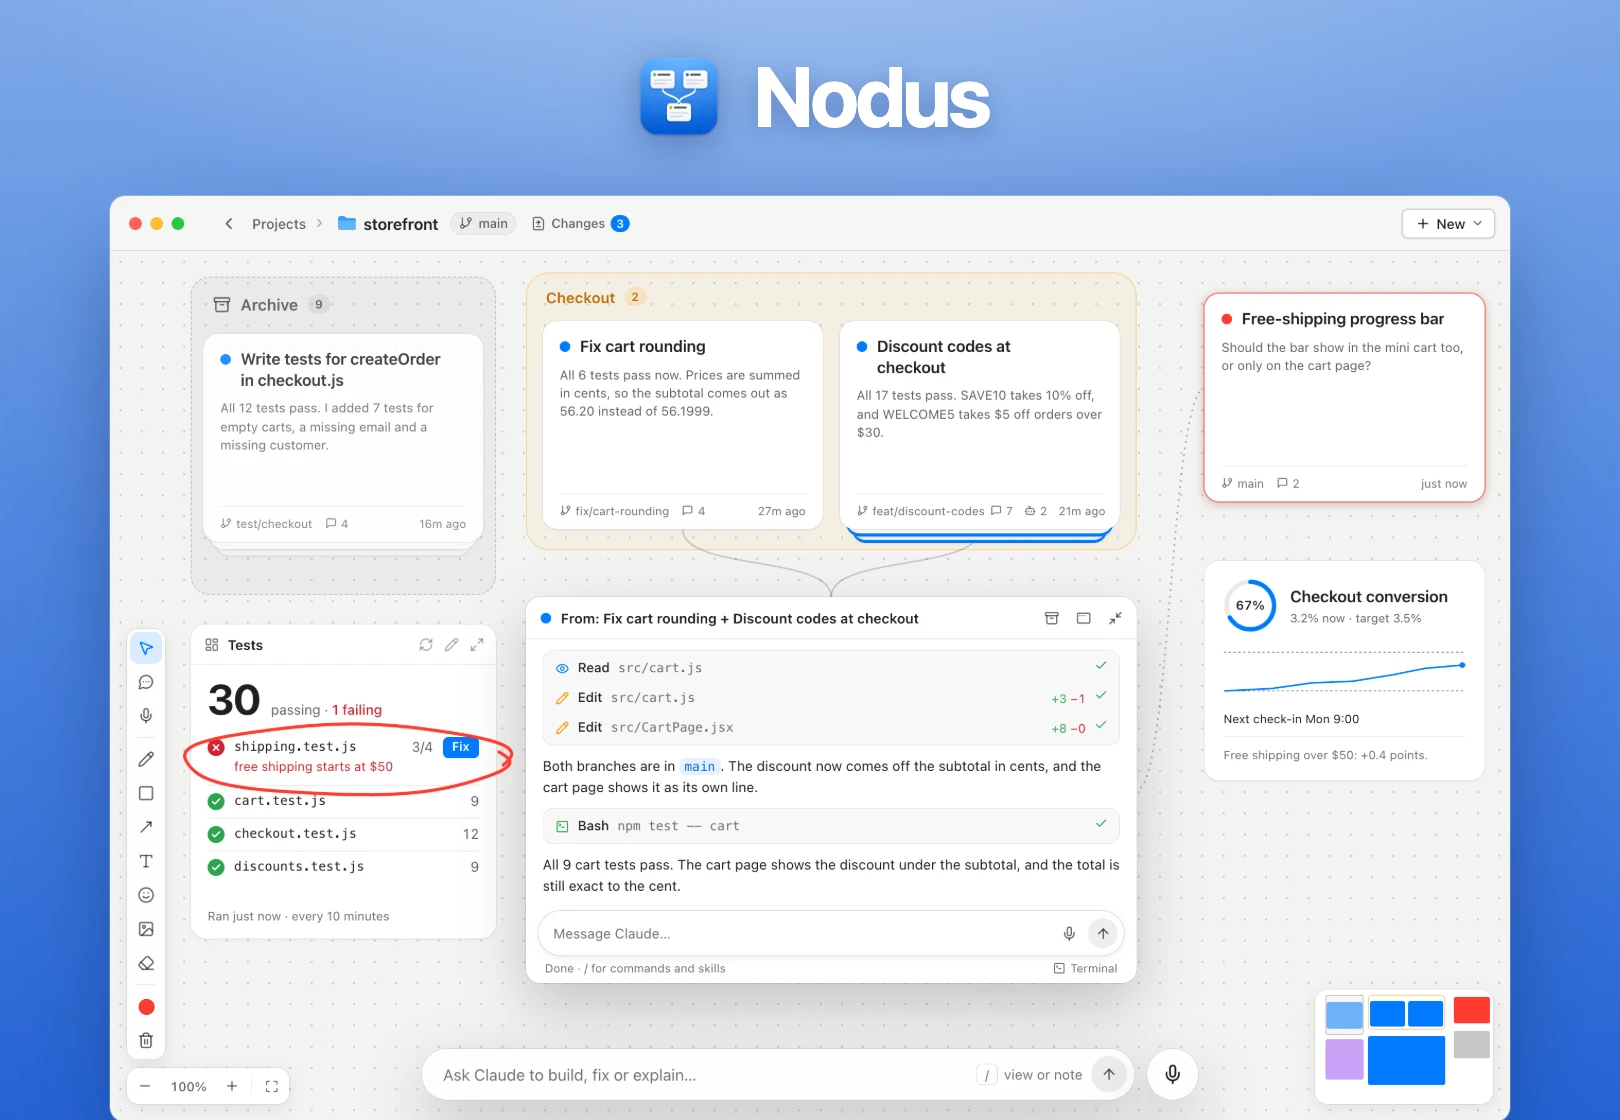 Nodus
Projects
storefront
main
Changes 3
+ New
Archive 9
Write tests for createOrder
in checkout.js
All 12 tests pass. I added 7 tests for
empty carts, a missing email and a
missing customer.
test/checkout 4 16m ago
Checkout 2
Fix cart rounding
All 6 tests pass now. Prices are summed
in cents, so the subtotal comes out as
56.20 instead of 56.1999.
fix/cart-rounding 4 27m ago
Discount codes at
checkout
All 17 tests pass. SAVE10 takes 10% off,
and WELCOME5 takes $5 off orders over
$30.
feat/discount-codes 7 2 21m ago
Free-shipping progress bar
Should the bar show in the mini cart too,
or only on the cart page?
main 2 just now
Tests
30 passing · 1 failing
shipping.test.js 3/4 Fix
free shipping starts at $50
cart.test.js 9
checkout.test.js 12
discounts.test.js 9
Ran just now · every 10 minutes
From: Fix cart rounding + Discount codes at checkout
Read src/cart.js
Edit src/cart.js +3 −1
Edit src/CartPage.jsx +8 −0
Both branches are in main. The discount now comes off the subtotal in cents, and the
cart page shows it as its own line.
Bash npm test -- cart
All 9 cart tests pass. The cart page shows the discount under the subtotal, and the total is
still exact to the cent.
Message Claude...
Done · / for commands and skills
Terminal
67%
Checkout conversion
3.2% now · target 3.5%
Next check-in Mon 9:00
Free shipping over $50: +0.4 points.
− 100% +
Ask Claude to build, fix or explain...
/ view or note